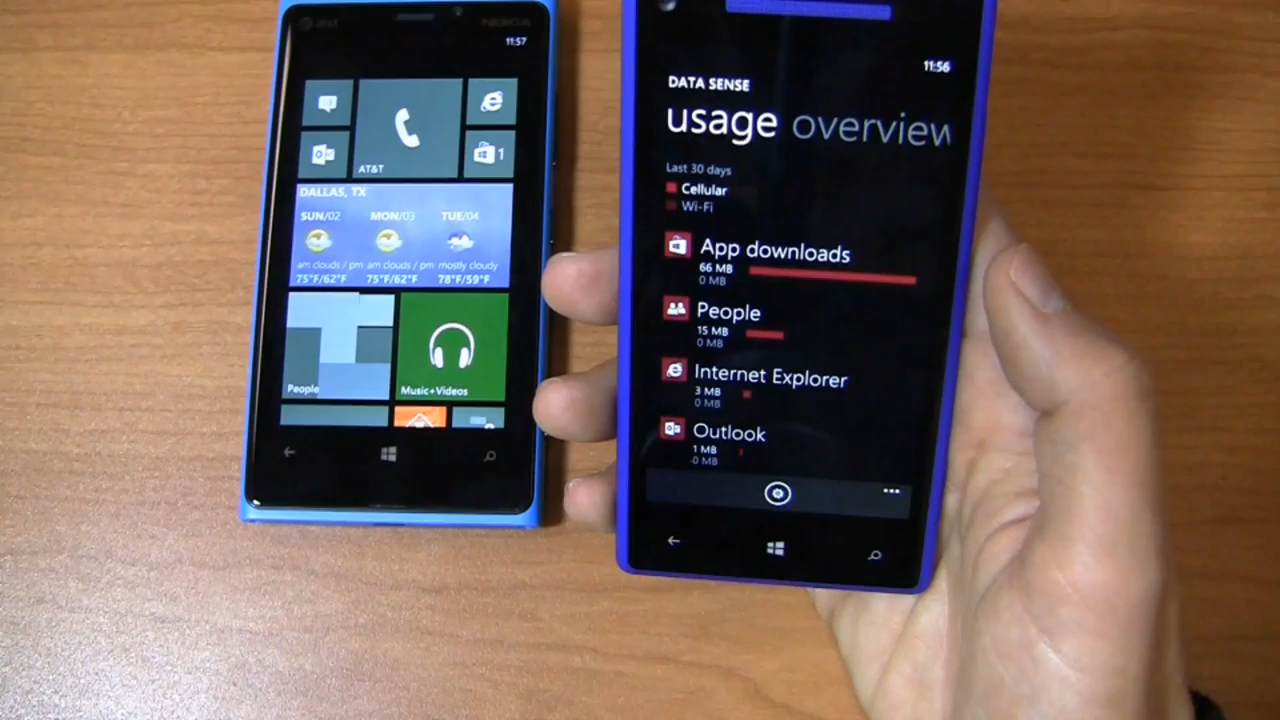 at&t
NOKIA
11:57
1
AT&T
DALLAS, TX
SUN/02 MON/03 TUE/04
am clouds / pm am clouds / pm mostly cloudy
75°F/62°F 75°F/62°F 78°F/59°F
People
Music+Videos
11:56
DATA SENSE
usage overview
Last 30 days
Cellular
Wi-Fi
App downloads
66 MB
0 MB
People
15 MB
0 MB
Internet Explorer
3 MB
0 MB
Outlook
1 MB
0 MB